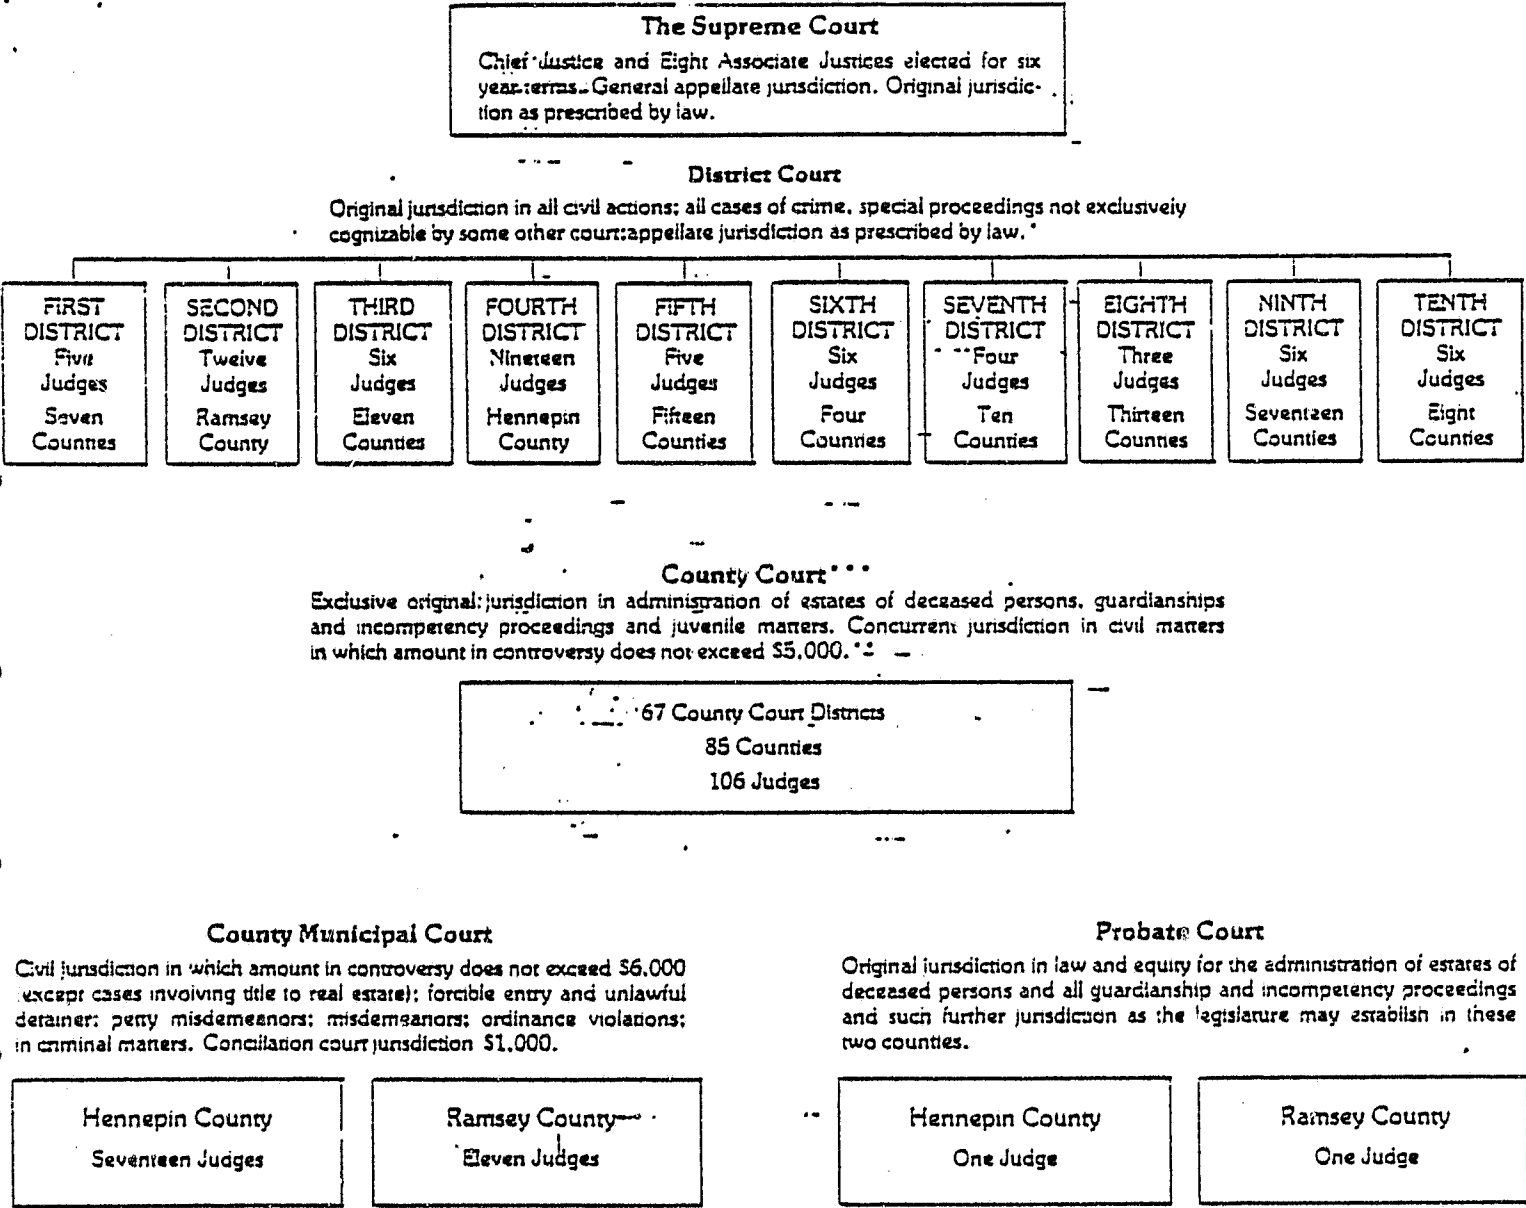 The Supreme Court
Chief Justice and Eight Associate Justices elected for six
year terms. General appellate jurisdiction. Original jurisdic-
tion as prescribed by law.
District Court
Original jurisdiction in all civil actions; all cases of crime, special proceedings not exclusively
cognizable by some other court; appellate jurisdiction as prescribed by law.*
FIRST
DISTRICT
Five
Judges
Seven
Counties
SECOND
DISTRICT
Twelve
Judges
Ramsey
County
THIRD
DISTRICT
Six
Judges
Eleven
Counties
FOURTH
DISTRICT
Nineteen
Judges
Hennepin
County
FIFTH
DISTRICT
Five
Judges
Fifteen
Counties
SIXTH
DISTRICT
Six
Judges
Four
Counties
SEVENTH
DISTRICT
Four
Judges
Ten
Counties
EIGHTH
DISTRICT
Three
Judges
Thirteen
Counties
NINTH
DISTRICT
Six
Judges
Seventeen
Counties
TENTH
DISTRICT
Six
Judges
Eight
Counties
County Court***
Exclusive original jurisdiction in administration of estates of deceased persons, guardianships
and incompetency proceedings and juvenile matters. Concurrent jurisdiction in civil matters
in which amount in controversy does not exceed $5,000.**
67 County Court Districts
85 Counties
106 Judges
County Municipal Court
Civil jurisdiction in which amount in controversy does not exceed $6,000
(except cases involving title to real estate); forcible entry and unlawful
detainer; petty misdemeanors; misdemeanors; ordinance violations;
in criminal matters. Conciliation court jurisdiction $1,000.
Hennepin County
Seventeen Judges
Ramsey County
Eleven Judges
Probate Court
Original jurisdiction in law and equity for the administration of estates of
deceased persons and all guardianship and incompetency proceedings
and such further jurisdiction as the legislature may establish in these
two counties.
Hennepin County
One Judge
Ramsey County
One Judge